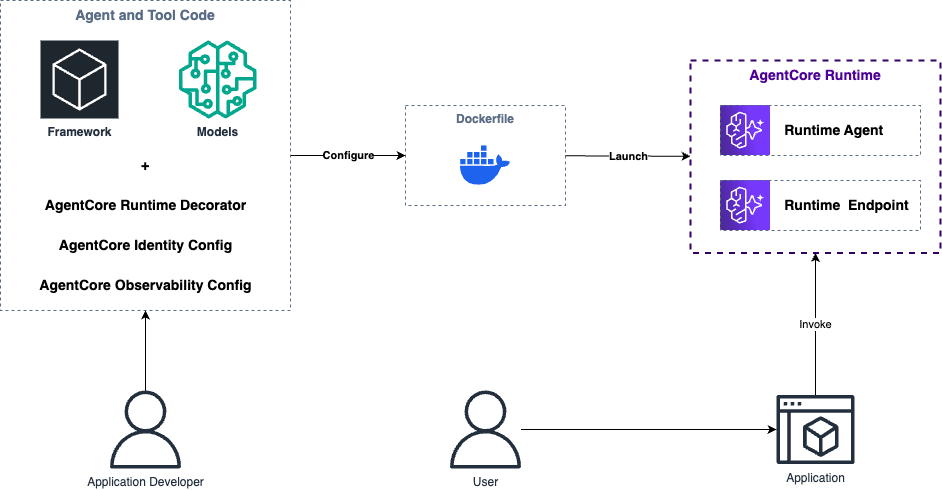 Agent and Tool Code
Framework
Models
+
AgentCore Runtime Decorator
AgentCore Identity Config
AgentCore Observability Config
Configure
Dockerfile
Launch
AgentCore Runtime
Runtime Agent
Runtime Endpoint
Invoke
Application Developer
User
Application